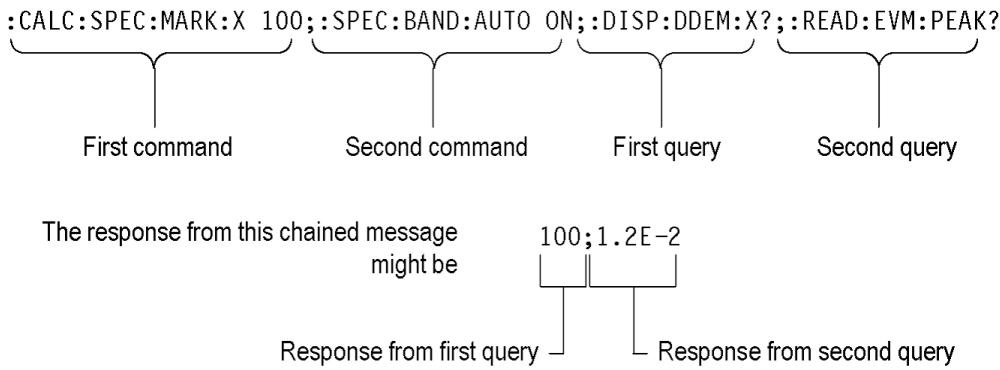 :CALC:SPEC:MARK:X 100;:SPEC:BAND:AUTO ON;:DISP:DDEM:X?;:READ:EVM:PEAK?
First command
Second command
First query
Second query
The response from this chained message
might be
100;1.2E-2
Response from first query
Response from second query